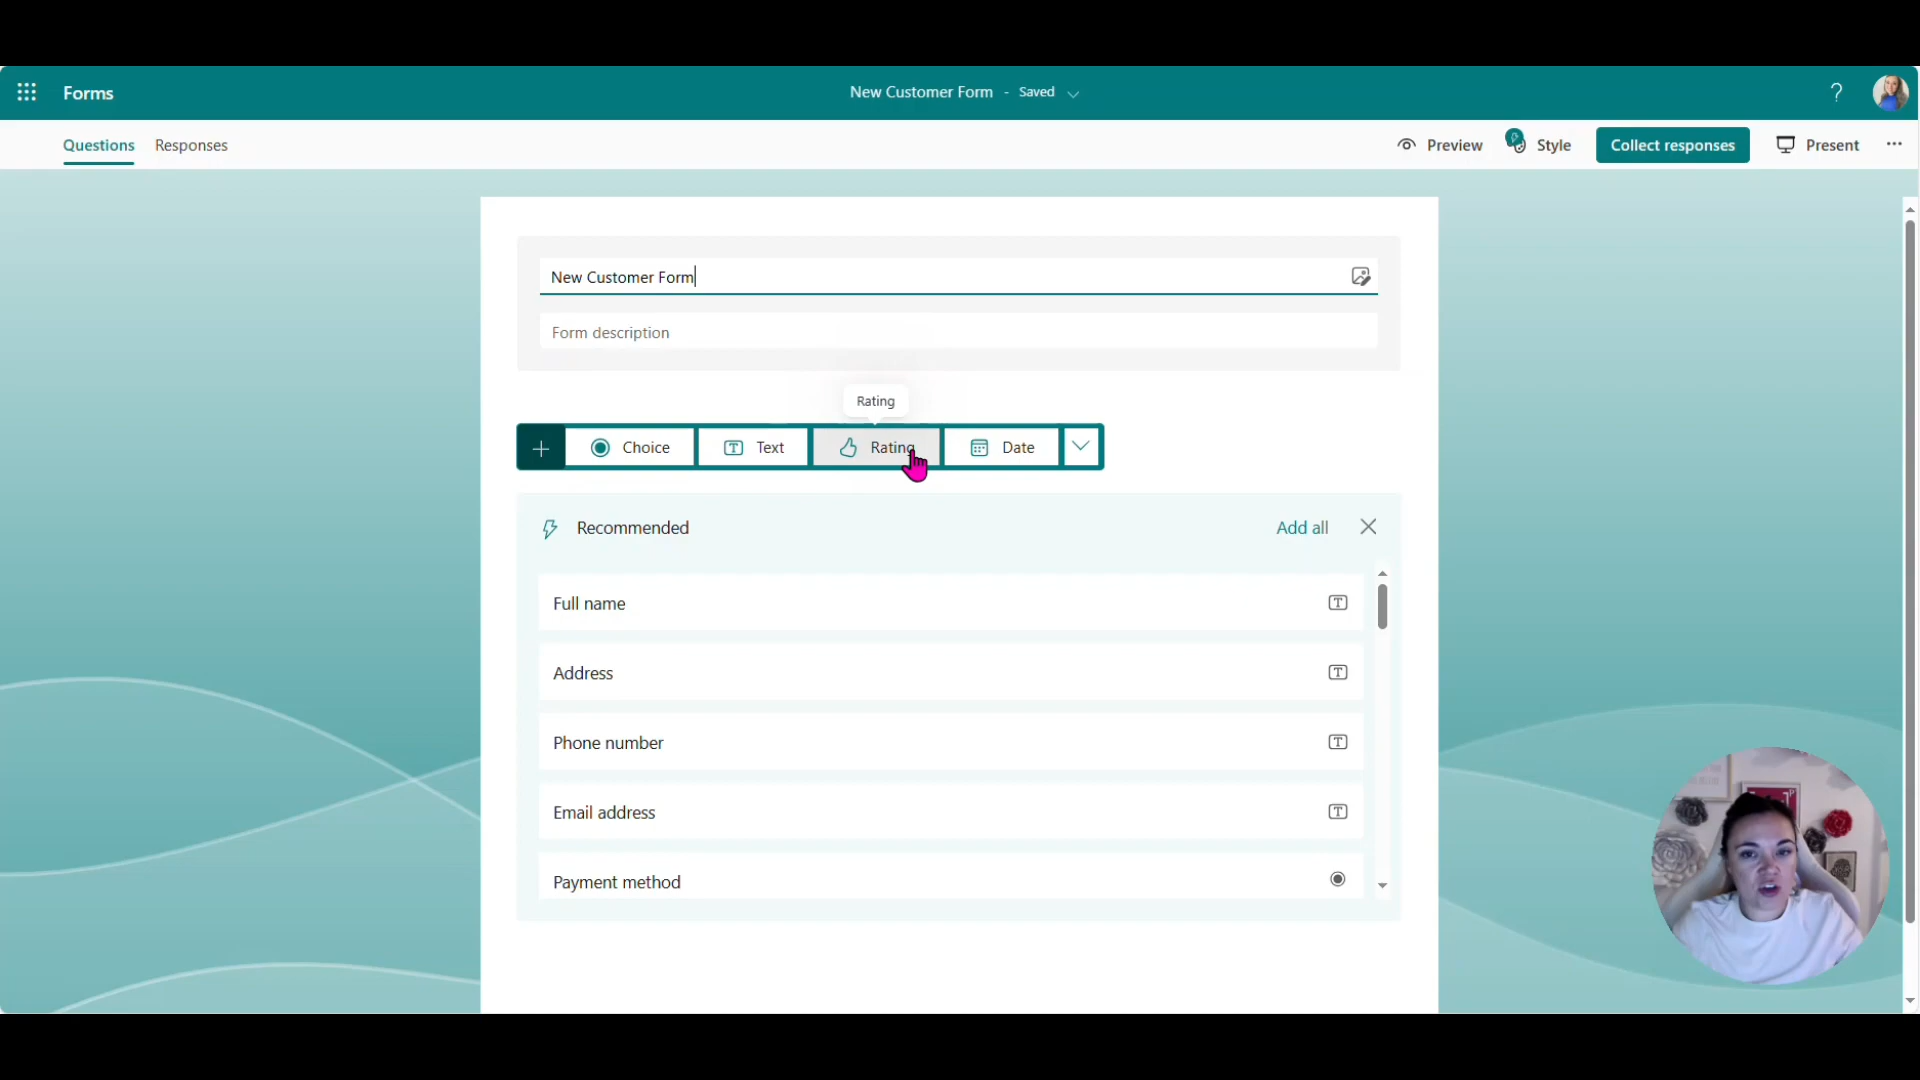 Forms
New Customer Form - Saved
?
Questions Responses
Preview Style Collect responses Present ...
New Customer Form
Form description
Rating
+ Choice Text Rating Date
Recommended Add all
Full name
Address
Phone number
Email address
Payment method